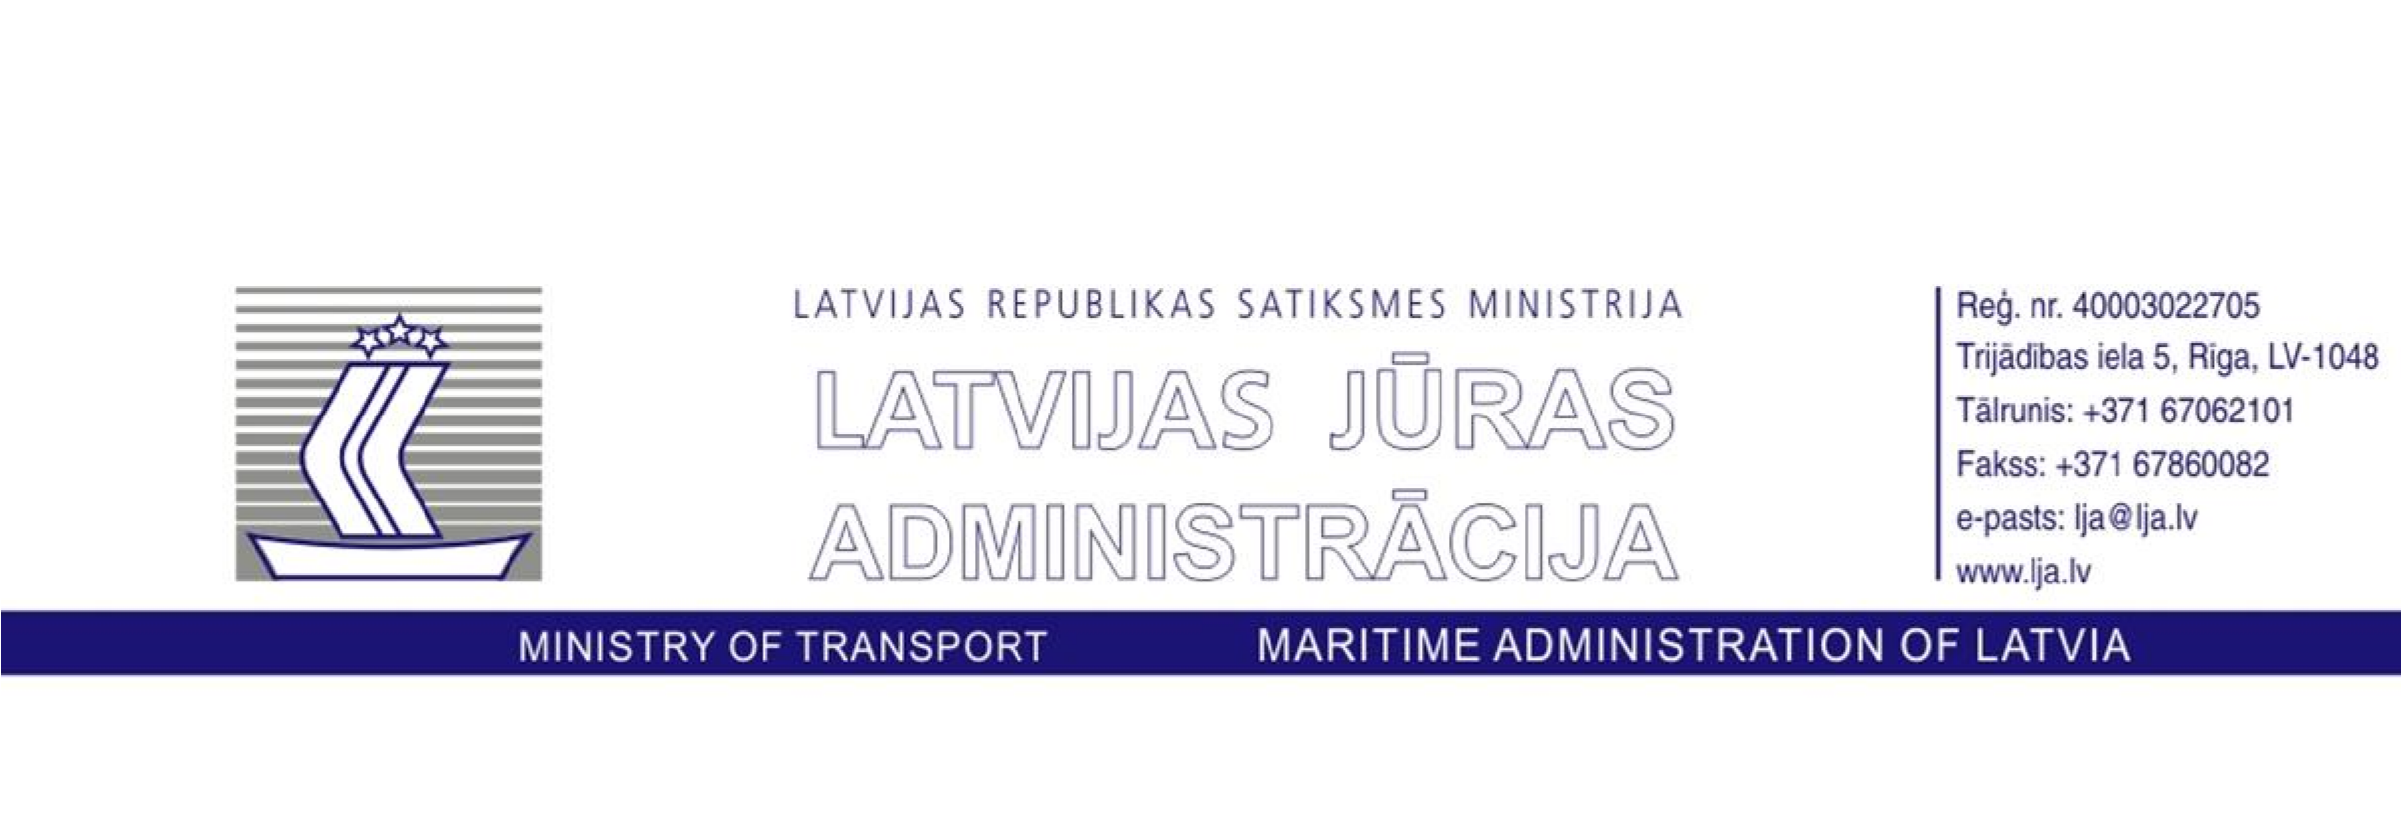 LATVIJAS REPUBLIKAS SATIKSMES MINISTRIJA
LATVIJAS JŪRAS
ADMINISTRĀCIJA
Reģ. nr. 40003022705
Trijādības iela 5, Rīga, LV-1048
Tālrunis: +371 67062101
Fakss: +371 67860082
e-pasts: lja@lja.lv
www.lja.lv
MINISTRY OF TRANSPORT MARITIME ADMINISTRATION OF LATVIA